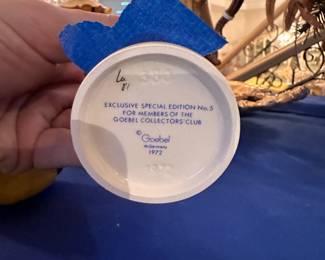 EXCLUSIVE SPECIAL EDITION No. 5
FOR MEMBERS OF THE
GOEBEL COLLECTORS' CLUB
© Goebel
W.Germany
1972